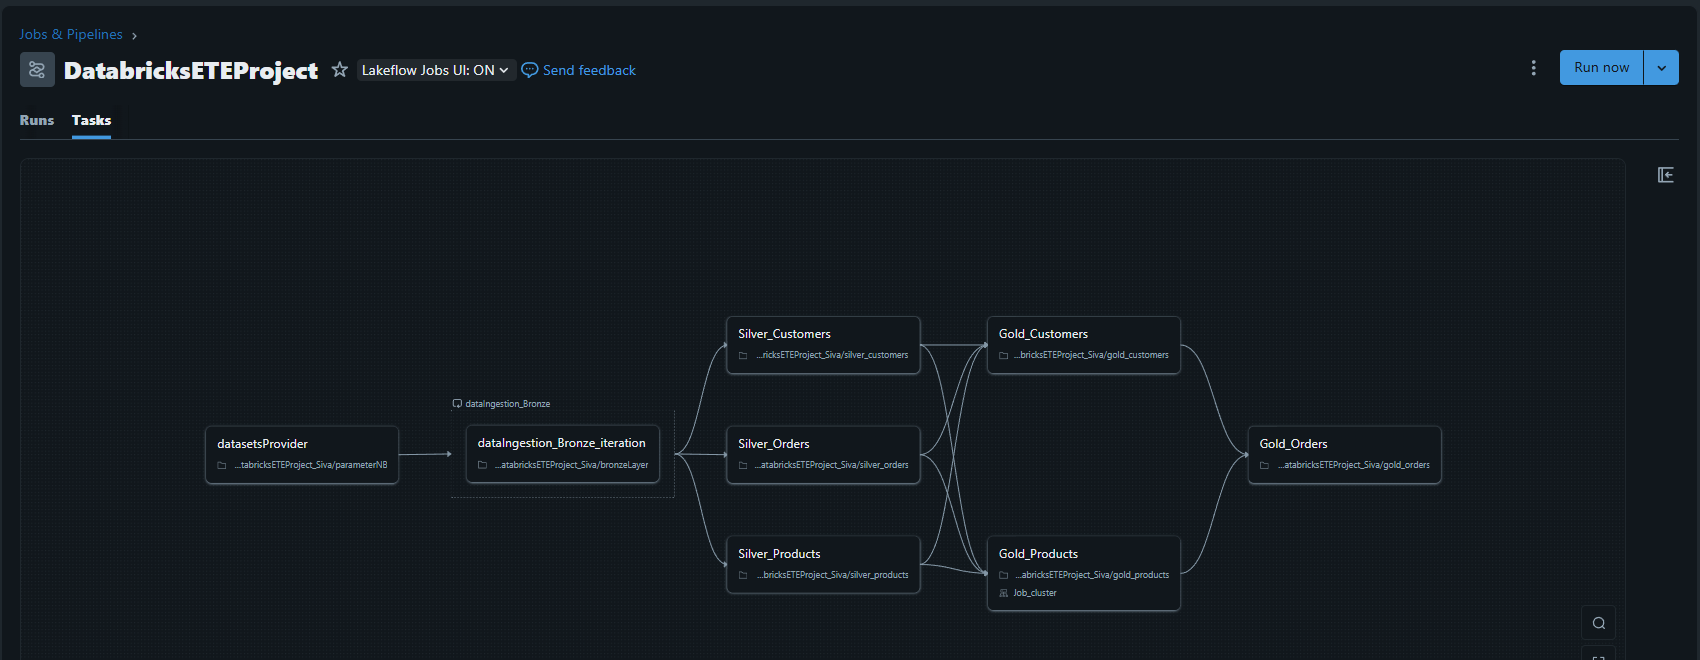 Jobs & Pipelines
DatabricksETEProject
Lakeflow Jobs UI: ON
Send feedback
Run now
Runs
Tasks
Silver_Customers
...ricksETEProject_Siva/silver_customers
Gold_Customers
...bricksETEProject_Siva/gold_customers
dataIngestion_Bronze
datasetsProvider
...tabricksETEProject_Siva/parameterNB
dataIngestion_Bronze_iteration
...atabricksETEProject_Siva/bronzeLayer
Silver_Orders
...atabricksETEProject_Siva/silver_orders
Gold_Orders
...atabricksETEProject_Siva/gold_orders
Silver_Products
...bricksETEProject_Siva/silver_products
Gold_Products
...abricksETEProject_Siva/gold_products
Job_cluster